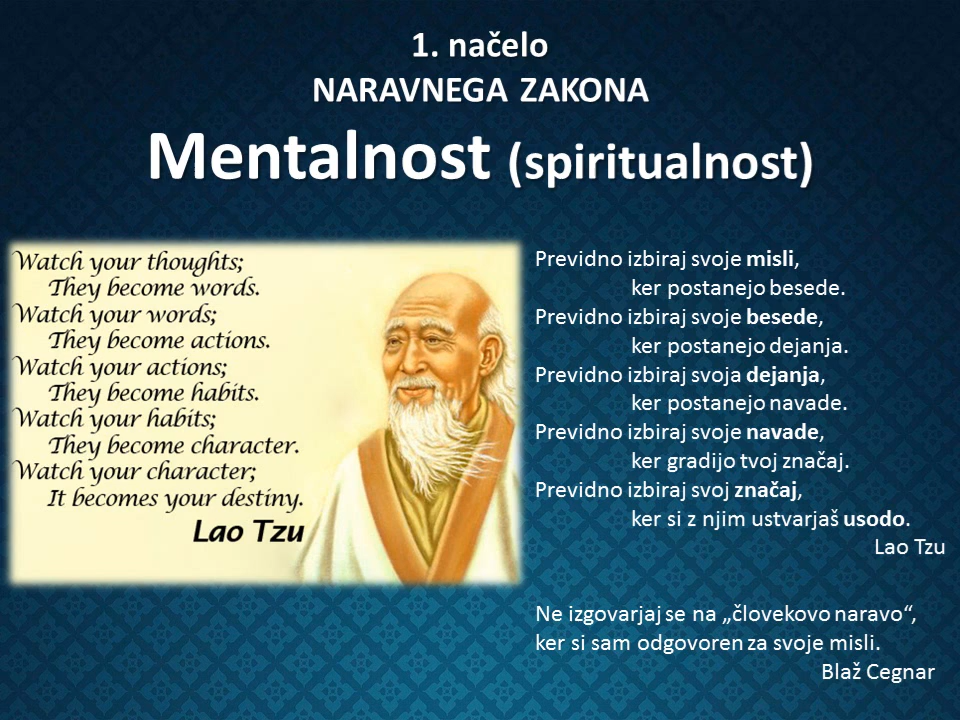 1. načelo
NARAVNEGA ZAKONA
Mentalnost (spiritualnost)
Watch your thoughts;
They become words.
Watch your words;
They become actions.
Watch your actions;
They become habits.
Watch your habits;
They become character.
Watch your character;
It becomes your destiny.
Lao Tzu
Previdno izbiraj svoje misli,
ker postanejo besede.
Previdno izbiraj svoje besede,
ker postanejo dejanja.
Previdno izbiraj svoja dejanja,
ker postanejo navade.
Previdno izbiraj svoje navade,
ker gradijo tvoj značaj.
Previdno izbiraj svoj značaj,
ker si z njim ustvarjaš usodo.
Lao Tzu
Ne izgovarjaj se na „človekovo naravo“,
ker si sam odgovoren za svoje misli.
Blaž Cegnar